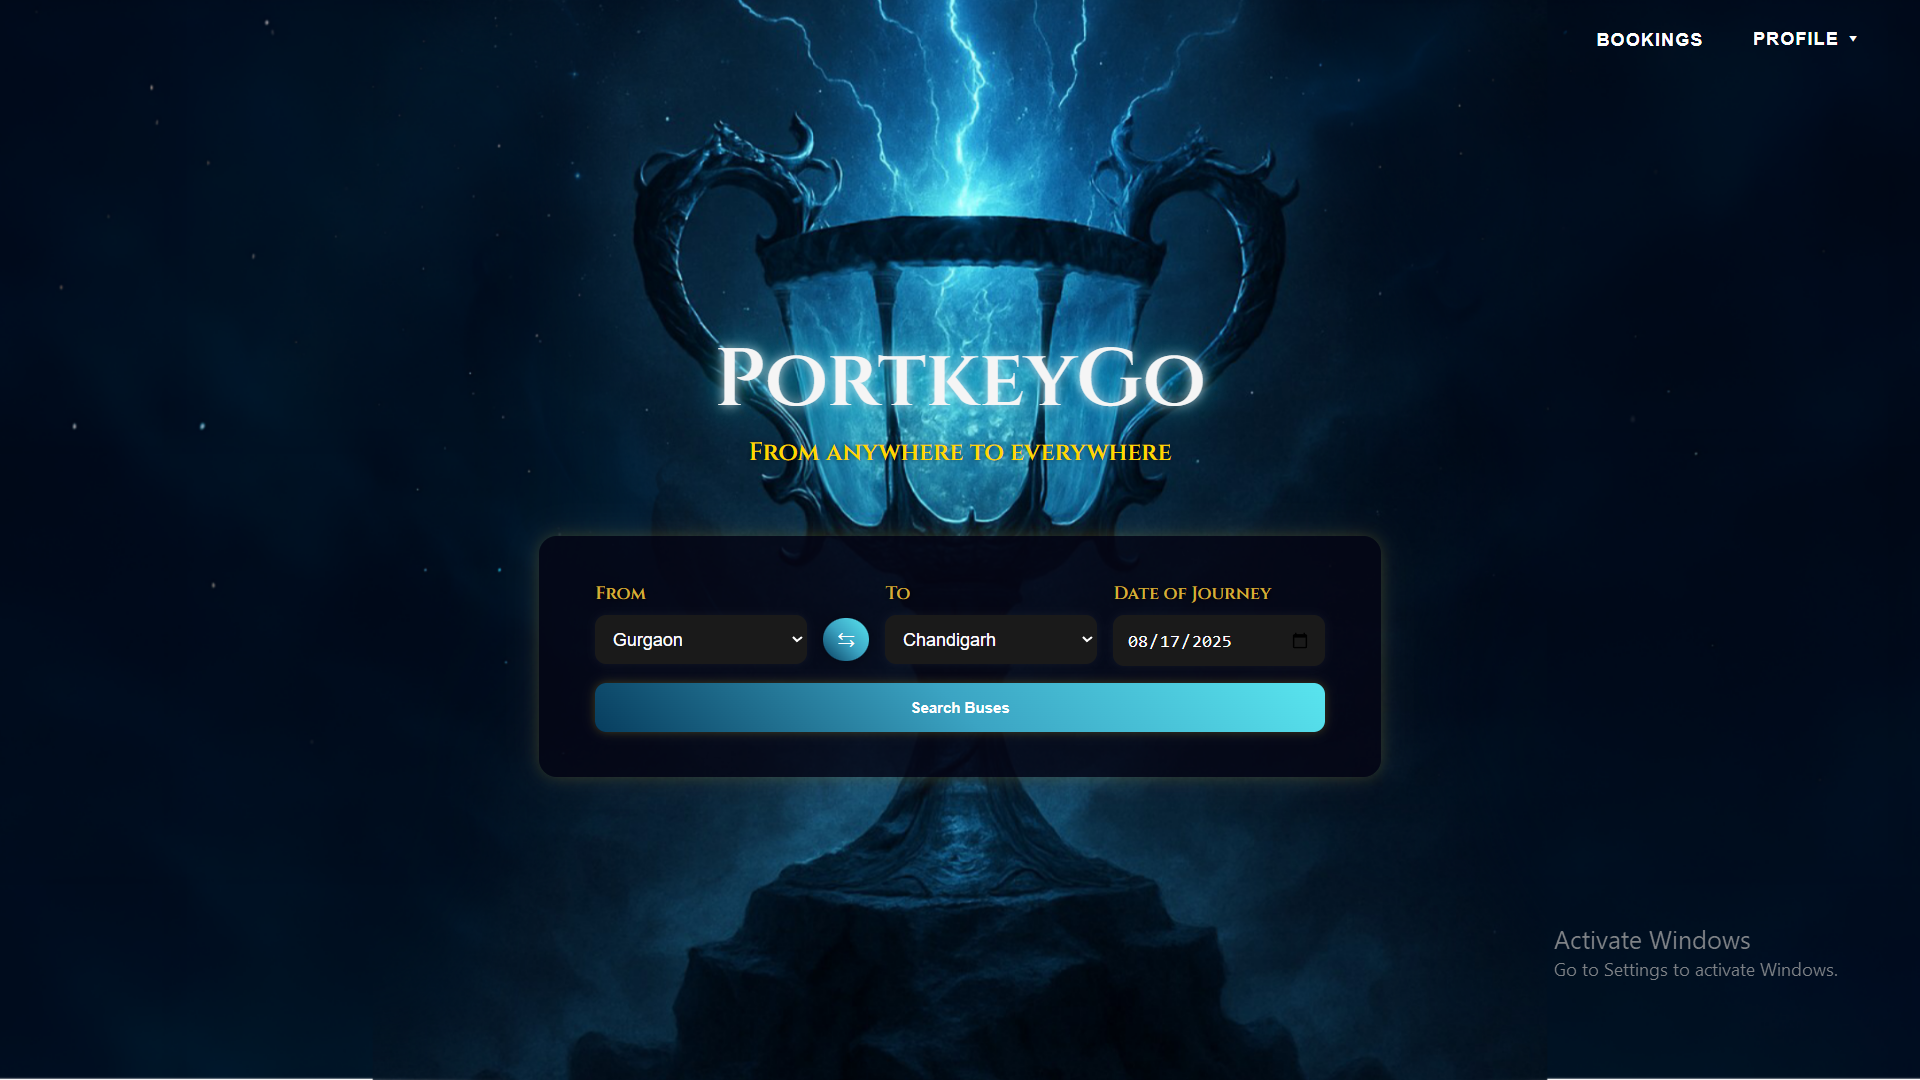 BOOKINGS PROFILE
PortkeyGo
From anywhere to everywhere
From To Date of Journey
Gurgaon Chandigarh 08/17/2025
Search Buses
Activate Windows
Go to Settings to activate Windows.